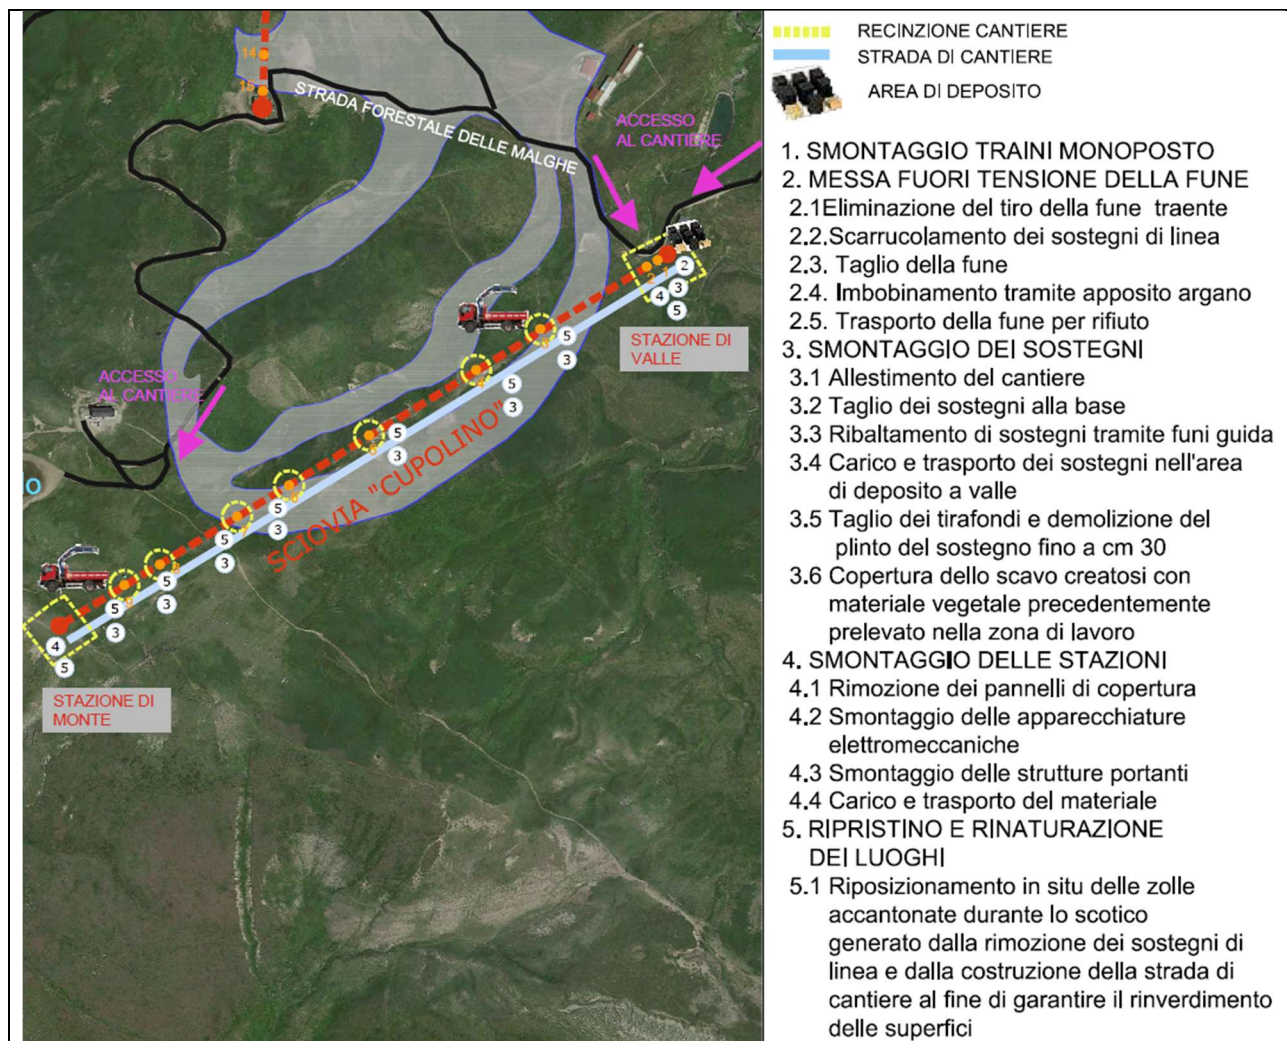 14
15
STRADA FORESTALE DELLE MALGHE
ACCESSO
AL CANTIERE
2 1
2
3
4
5
STAZIONE DI
VALLE
3
5
3
4
5
3
ACCESSO
AL CANTIERE
5
5
3
6
O
SCIOVIA "CUPOLINO"
5
3
7
5
3
8
5
3
9
5
3
4
5
STAZIONE DI
MONTE
RECINZIONE CANTIERE
STRADA DI CANTIERE
AREA DI DEPOSITO
1. SMONTAGGIO TRAINI MONOPOSTO
2. MESSA FUORI TENSIONE DELLA FUNE
2.1Eliminazione del tiro della fune traente
2.2.Scarrucolamento dei sostegni di linea
2.3. Taglio della fune
2.4. Imbobinamento tramite apposito argano
2.5. Trasporto della fune per rifiuto
3. SMONTAGGIO DEI SOSTEGNI
3.1 Allestimento del cantiere
3.2 Taglio dei sostegni alla base
3.3 Ribaltamento di sostegni tramite funi guida
3.4 Carico e trasporto dei sostegni nell'area
di deposito a valle
3.5 Taglio dei tirafondi e demolizione del
plinto del sostegno fino a cm 30
3.6 Copertura dello scavo creatosi con
materiale vegetale precedentemente
prelevato nella zona di lavoro
4. SMONTAGGIO DELLE STAZIONI
4.1 Rimozione dei pannelli di copertura
4.2 Smontaggio delle apparecchiature
elettromeccaniche
4.3 Smontaggio delle strutture portanti
4.4 Carico e trasporto del materiale
5. RIPRISTINO E RINATURAZIONE
DEI LUOGHI
5.1 Riposizionamento in situ delle zolle
accantonate durante lo scotico
generato dalla rimozione dei sostegni di
linea e dalla costruzione della strada di
cantiere al fine di garantire il rinverdimento
delle superfici